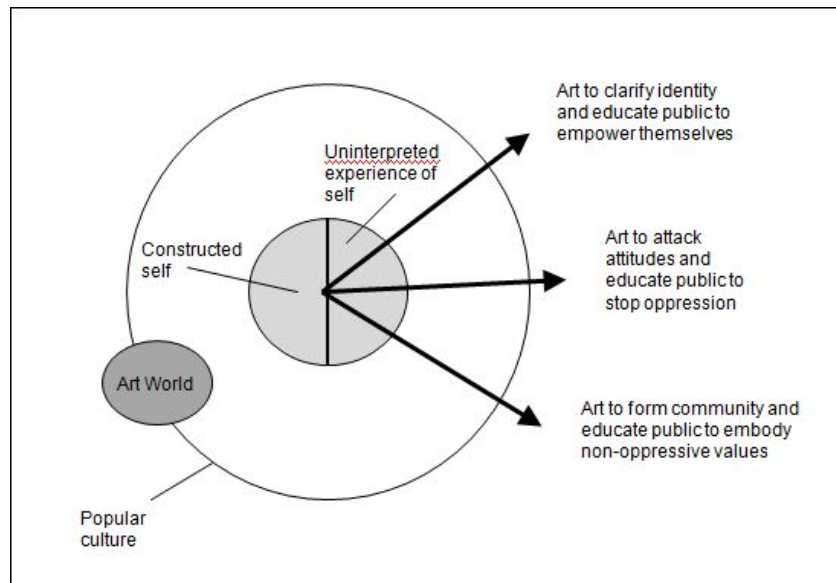 Art to clarify identity
and educate public to
empower themselves
Uninterpreted
experience of
self
Constructed
self
Art to attack
attitudes and
educate public to
stop oppression
Art World
Art to form community and
educate public to embody
non-oppressive values
Popular
culture